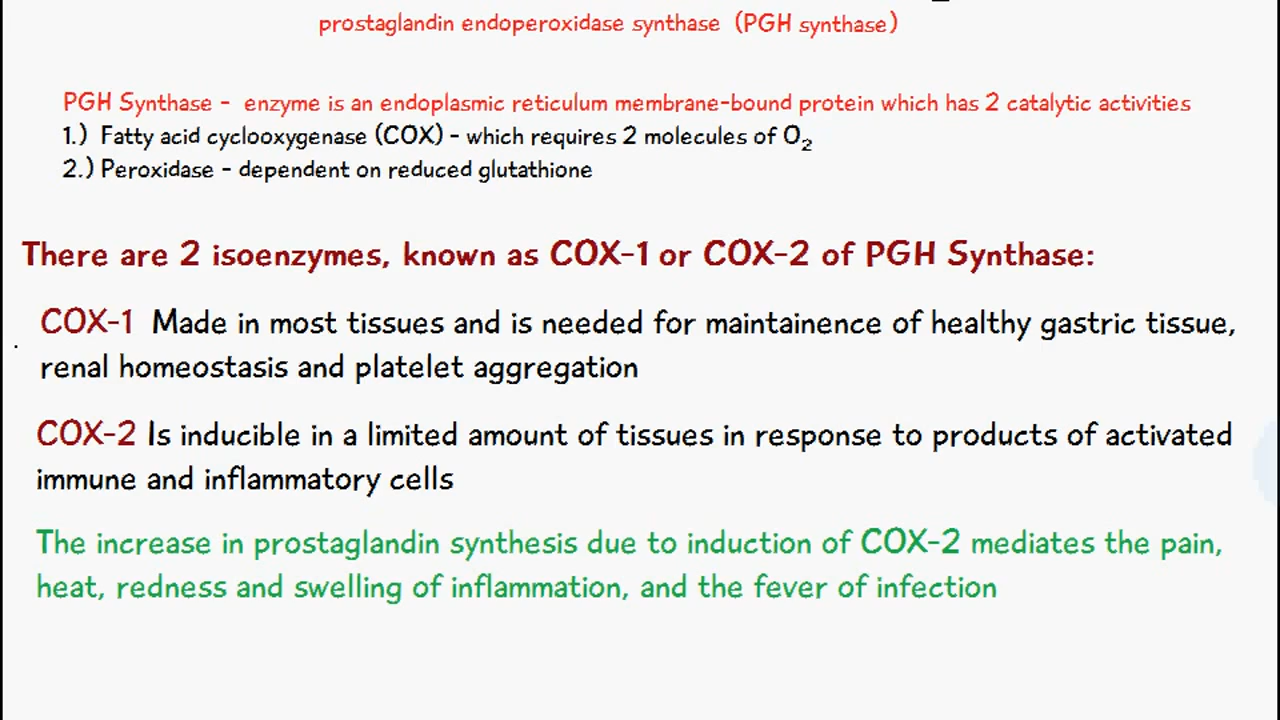 prostaglandin endoperoxidase synthase (PGH synthase)
PGH Synthase - enzyme is an endoplasmic reticulum membrane-bound protein which has 2 catalytic activities
1.) Fatty acid cyclooxygenase (COX) - which requires 2 molecules of O₂
2.) Peroxidase - dependent on reduced glutathione
There are 2 isoenzymes, known as COX-1 or COX-2 of PGH Synthase:
COX-1 Made in most tissues and is needed for maintainence of healthy gastric tissue,
renal homeostasis and platelet aggregation
COX-2 Is inducible in a limited amount of tissues in response to products of activated
immune and inflammatory cells
The increase in prostaglandin synthesis due to induction of COX-2 mediates the pain,
heat, redness and swelling of inflammation, and the fever of infection